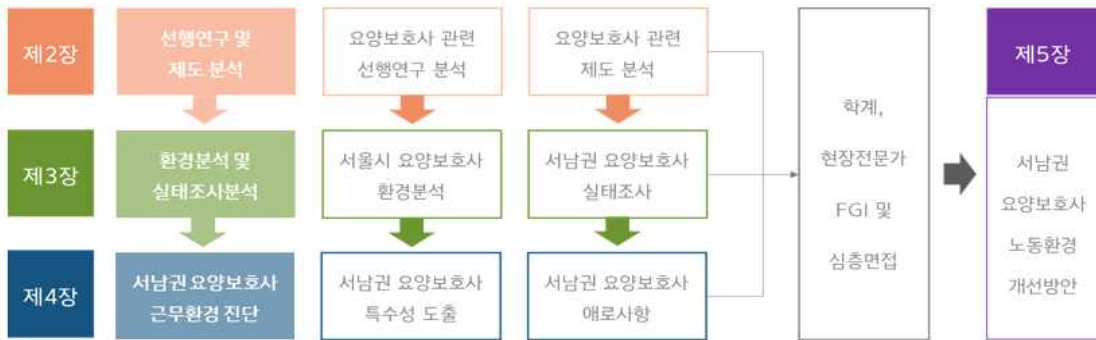 제2장
선행연구 및
제도 분석
요양보호사 관련
선행연구 분석
요양보호사 관련
제도 분석
제3장
환경분석 및
실태조사분석
서울시 요양보호사
환경분석
서남권 요양보호사
실태조사
제4장
서남권 요양보호사
근무환경 진단
서남권 요양보호사
특수성 도출
서남권 요양보호사
애로사항
학계,
현장전문가
FGI 및
심층면접
제5장
서남권
요양보호사
노동환경
개선방안